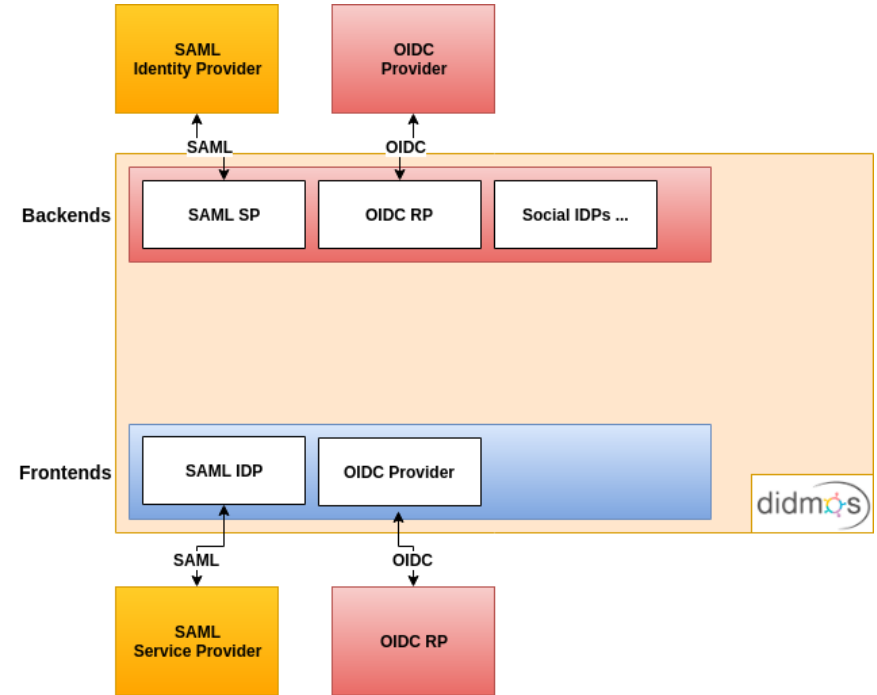 SAML
Identity Provider
OIDC
Provider
SAML
OIDC
Backends
SAML SP
OIDC RP
Social IDPs ...
Frontends
SAML IDP
OIDC Provider
didmos
SAML
OIDC
SAML
Service Provider
OIDC RP